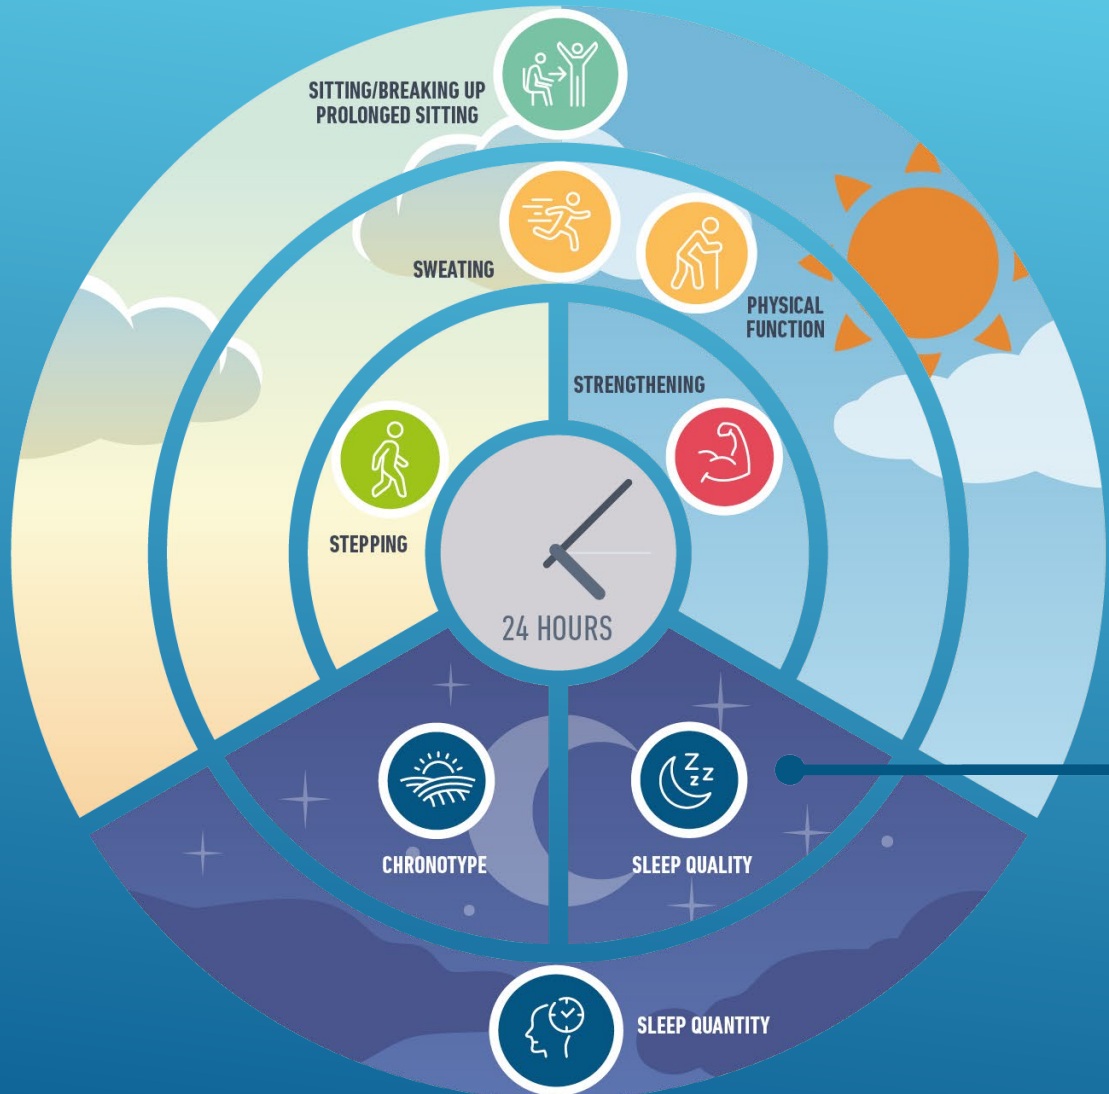 SITTING/BREAKING UP
PROLONGED SITTING
SWEATING
PHYSICAL
FUNCTION
STRENGTHENING
STEPPING
24 HOURS
Z
Z
Z
CHRONOTYPE
SLEEP QUALITY
SLEEP QUANTITY